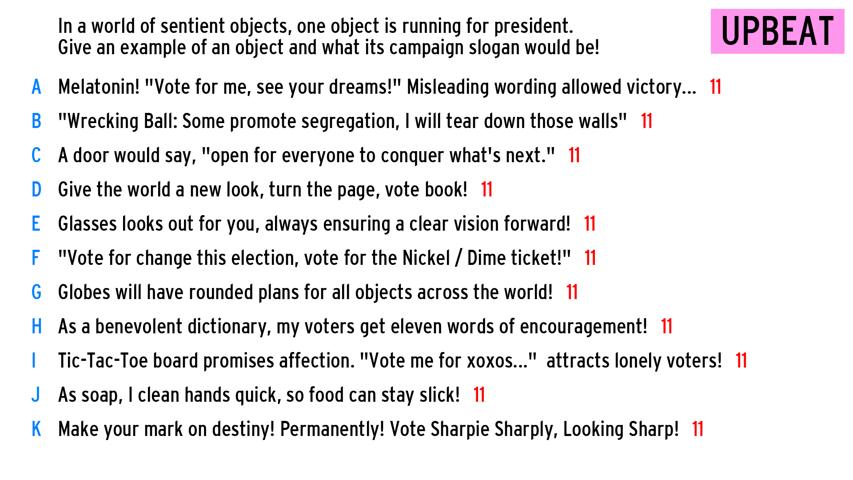 In a world of sentient objects, one object is running for president.
Give an example of an object and what its campaign slogan would be!
UPBEAT
A Melatonin! "Vote for me, see your dreams!" Misleading wording allowed victory... 11
B "Wrecking Ball: Some promote segregation, I will tear down those walls" 11
C A door would say, "open for everyone to conquer what's next." 11
D Give the world a new look, turn the page, vote book! 11
E Glasses looks out for you, always ensuring a clear vision forward! 11
F "Vote for change this election, vote for the Nickel / Dime ticket!" 11
G Globes will have rounded plans for all objects across the world! 11
H As a benevolent dictionary, my voters get eleven words of encouragement! 11
I Tic-Tac-Toe board promises affection. "Vote me for xoxos..." attracts lonely voters! 11
J As soap, I clean hands quick, so food can stay slick! 11
K Make your mark on destiny! Permanently! Vote Sharpie Sharply, Looking Sharp! 11